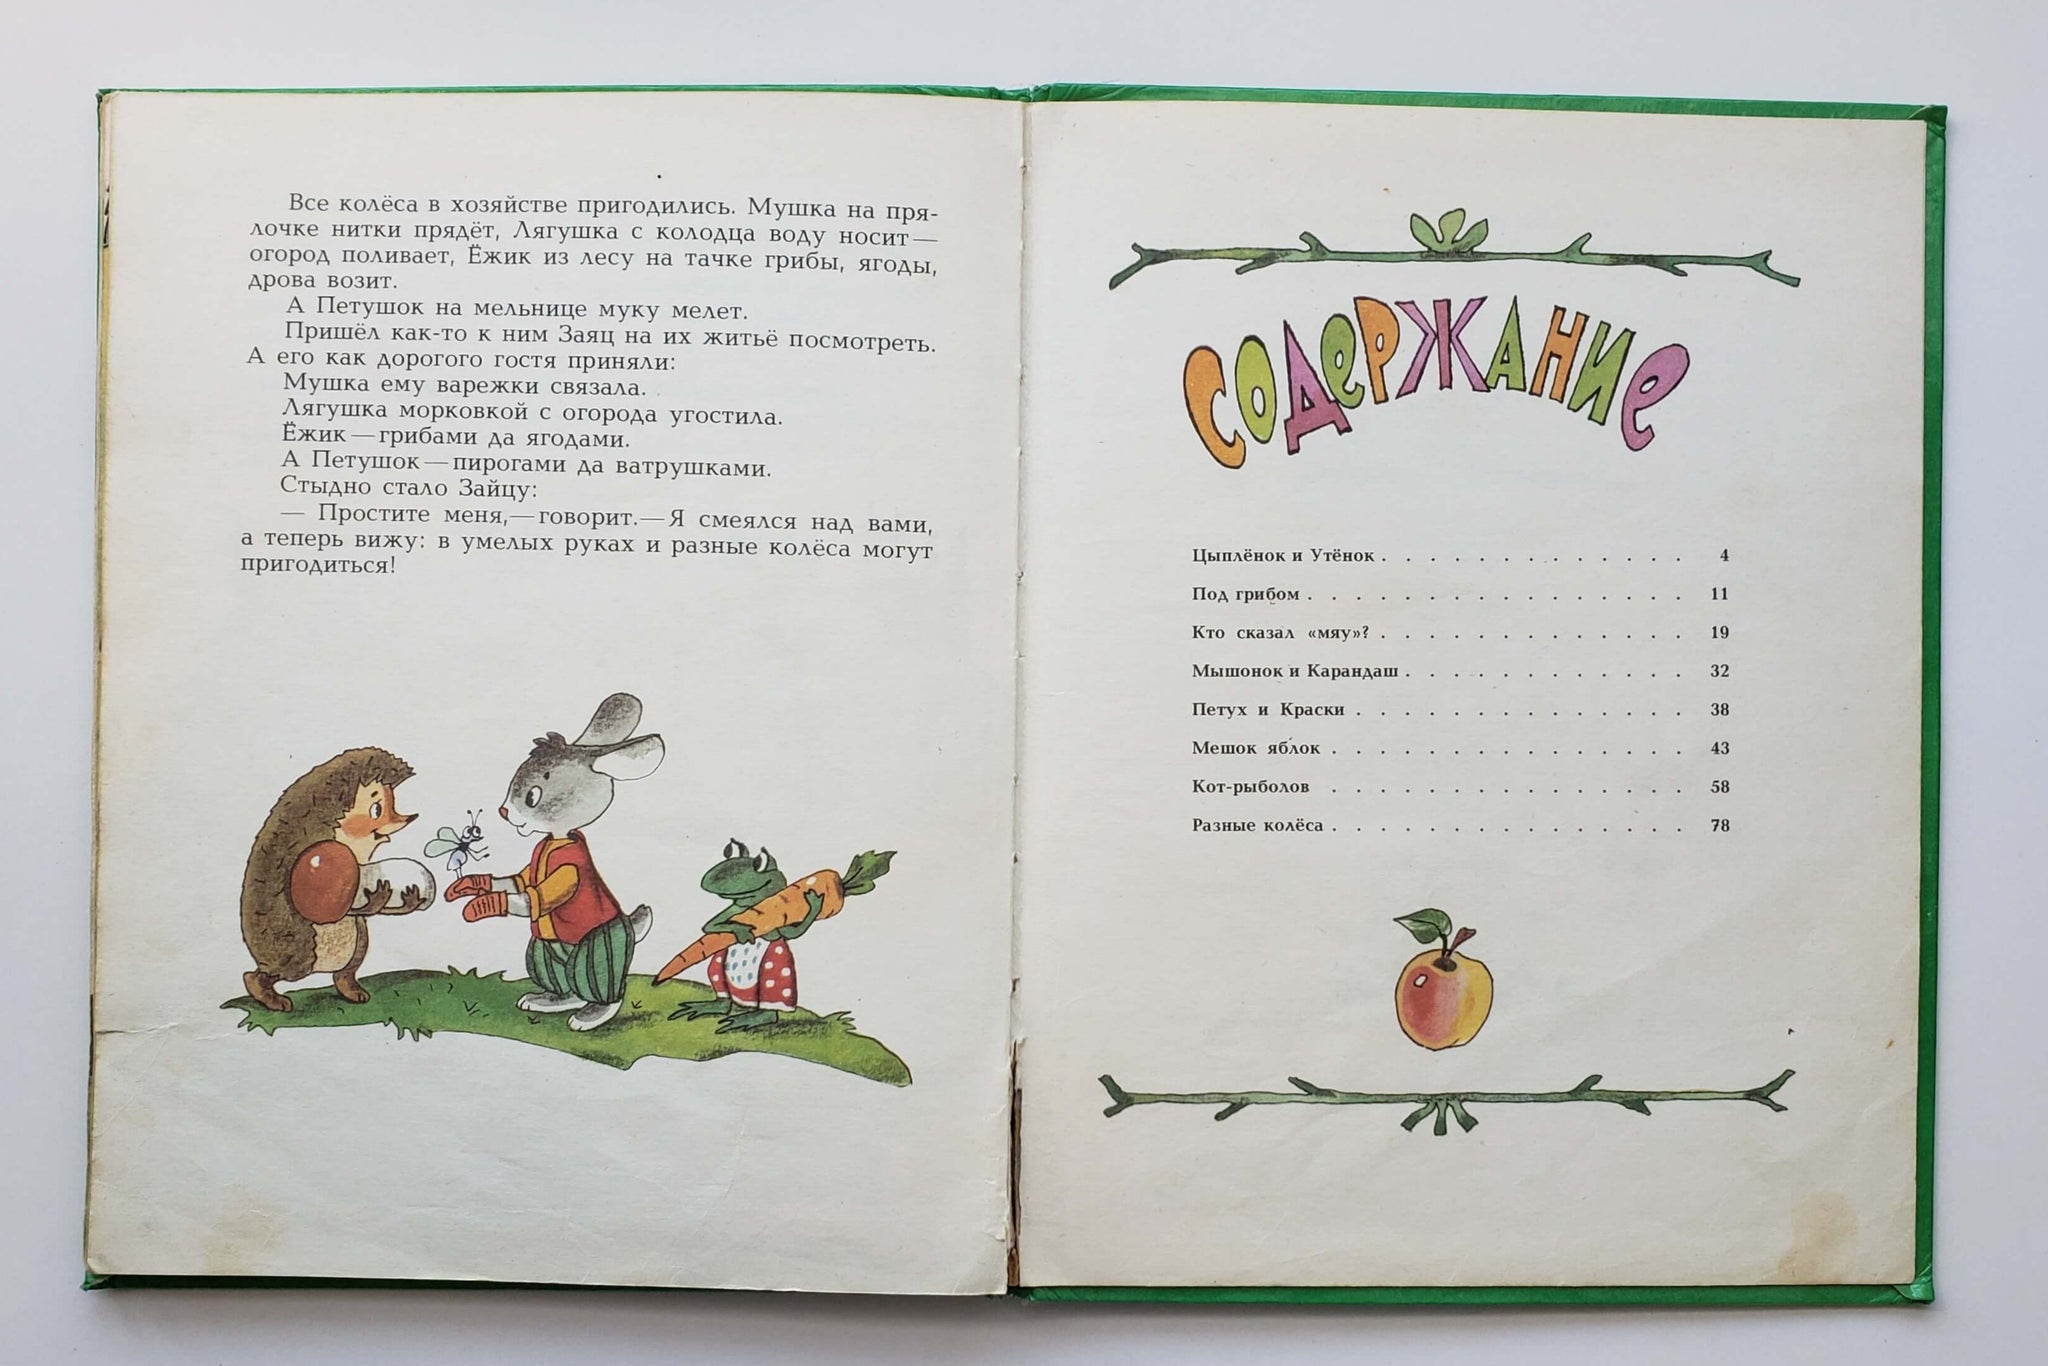 Все колёса в хозяйстве пригодились. Мушка на пря-
лочке нитки прядёт, Лягушка с колодца воду носит—
огород поливает, Ёжик из лесу на тачке грибы, ягоды,
дрова возит.
А Петушок на мельнице муку мелет.
Пришёл как-то к ним Заяц на их житьё посмотреть.
А его как дорогого гостя приняли:
Мушка ему варежки связала.
Лягушка морковкой с огорода угостила.
Ёжик—грибами да ягодами.
А Петушок—пирогами да ватрушками.
Стыдно стало Зайцу:
— Простите меня,—говорит.—Я смеялся над вами,
а теперь вижу: в умелых руках и разные колёса могут
пригодиться!
СОДеРЖАНИе
Цыплёнок и Утёнок . . . . . . . . . . . . . 4
Под грибом . . . . . . . . . . . . . . . . 11
Кто сказал «мяу»? . . . . . . . . . . . . . 19
Мышонок и Карандаш . . . . . . . . . . . . 32
Петух и Краски . . . . . . . . . . . . . . 38
Мешок яблок . . . . . . . . . . . . . . . 43
Кот-рыболов . . . . . . . . . . . . . . . 58
Разные колёса . . . . . . . . . . . . . . . 78